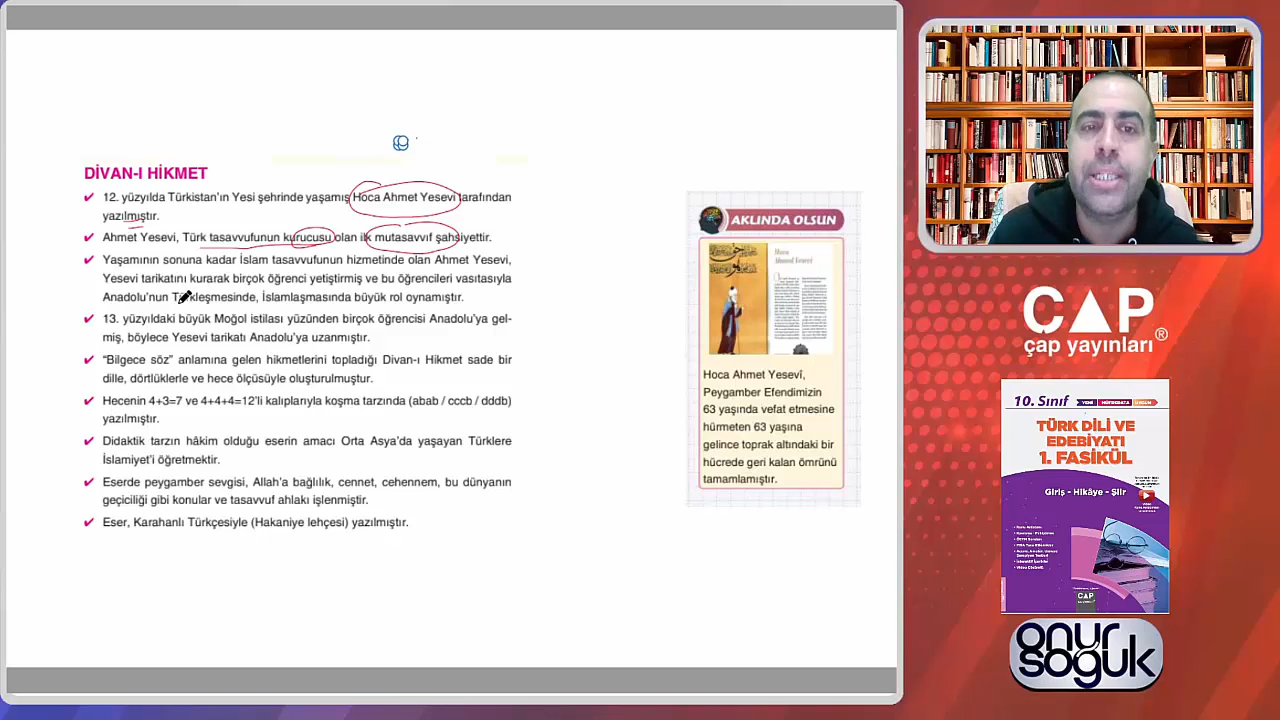 DİVAN-I HİKMET
✔ 12. yüzyılda Türkistan'ın Yesi şehrinde yaşamış Hoca Ahmet Yesevi tarafından
yazılmıştır.
✔ Ahmet Yesevi, Türk tasavvufunun kurucusu olan ilk mutasavvıf şahsiyettir.
✔ Yaşamının sonuna kadar İslam tasavvufunun hizmetinde olan Ahmet Yesevi,
Yesevi tarikatını kurarak birçok öğrenci yetiştirmiş ve bu öğrencileri vasıtasıyla
Anadolu'nun Türkleşmesinde, İslamlaşmasında büyük rol oynamıştır.
✔ yüzyıldaki büyük Moğol istilası yüzünden birçok öğrencisi Anadolu'ya gel-
miş, böylece Yesevi tarikatı Anadolu'ya uzanmıştır.
✔ "Bilgece söz" anlamına gelen hikmetlerini topladığı Divan-ı Hikmet sade bir
dille, dörtlüklerle ve hece ölçüsüyle oluşturulmuştur.
✔ Hecenin 4+3=7 ve 4+4+4=12'li kalıplarıyla koşma tarzında (abab / cccb / dddb)
yazılmıştır.
✔ Didaktik tarzın hâkim olduğu eserin amacı Orta Asya'da yaşayan Türklere
İslamiyet'i öğretmektir.
✔ Eserde peygamber sevgisi, Allah'a bağlılık, cennet, cehennem, bu dünyanın
geçiciliği gibi konular ve tasavvuf ahlakı işlenmiştir.
✔ Eser, Karahanlı Türkçesiyle (Hakaniye lehçesi) yazılmıştır.
AKLINDA OLSUN
Hoca
Ahmed Yesevî
Hoca Ahmet Yesevî,
Peygamber Efendimizin
63 yaşında vefat etmesine
hürmeten 63 yaşına
gelince toprak altındaki bir
hücrede geri kalan ömrünü
tamamlamıştır.
ÇAP
çap yayınları®
10. Sınıf
YENİ MÜFREDATA UYGUN
TÜRK DİLİ VE
EDEBİYATI
1. FASİKÜL
Giriş - Hikâye - Şiir
ÇAP
onur
soğuk